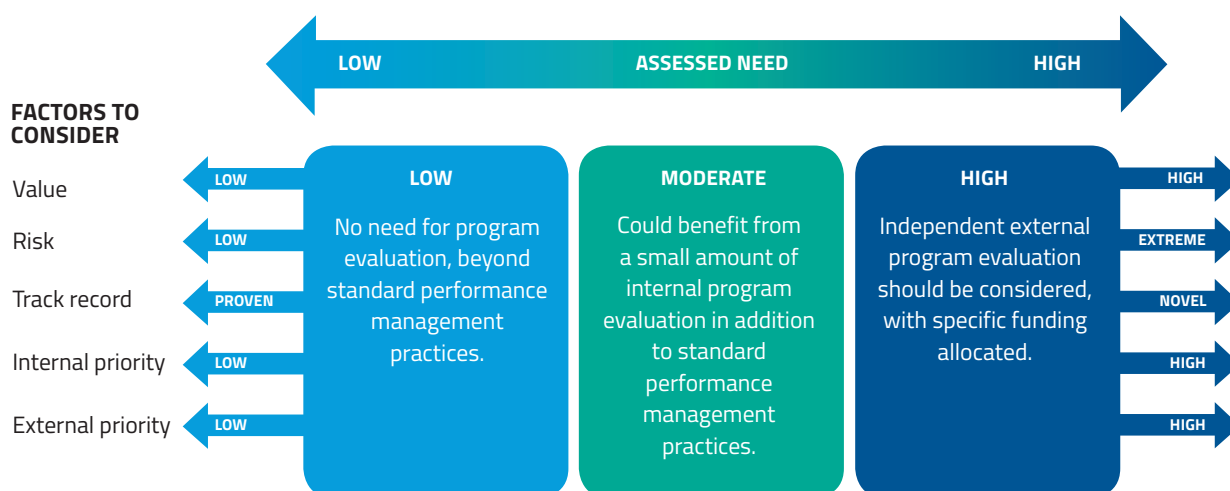 LOW ASSESSED NEED HIGH
FACTORS TO
CONSIDER
Value
LOW
HIGH
Risk
LOW
EXTREME
Track record
PROVEN
NOVEL
Internal priority
LOW
HIGH
External priority
LOW
HIGH
LOW
No need for program
evaluation, beyond
standard performance
management
practices.
MODERATE
Could benefit from
a small amount of
internal program
evaluation in addition
to standard
performance
management
practices.
HIGH
Independent external
program evaluation
should be considered,
with specific funding
allocated.